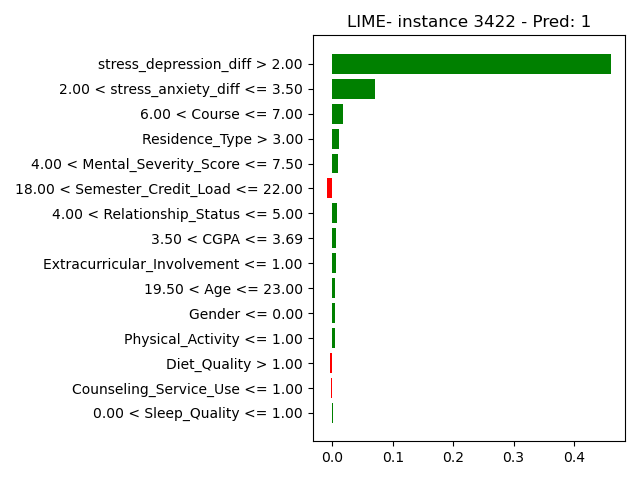 LIME- instance 3422 - Pred: 1
stress_depression_diff > 2.00
2.00 < stress_anxiety_diff <= 3.50
6.00 < Course <= 7.00
Residence_Type > 3.00
4.00 < Mental_Severity_Score <= 7.50
18.00 < Semester_Credit_Load <= 22.00
4.00 < Relationship_Status <= 5.00
3.50 < CGPA <= 3.69
Extracurricular_Involvement <= 1.00
19.50 < Age <= 23.00
Gender <= 0.00
Physical_Activity <= 1.00
Diet_Quality > 1.00
Counseling_Service_Use <= 1.00
0.00 < Sleep_Quality <= 1.00
0.0 0.1 0.2 0.3 0.4